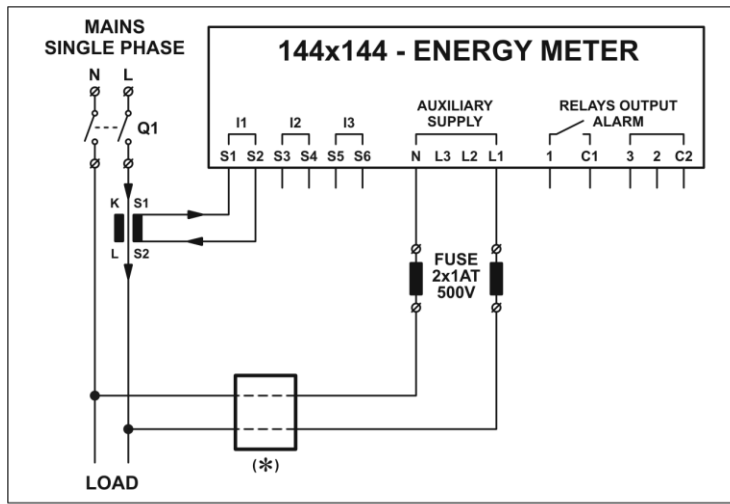 MAINS
SINGLE PHASE
N L
Q1
K S1
L S2
LOAD
144x144 - ENERGY METER
I1 I2 I3
S1 S2 S3 S4 S5 S6
AUXILIARY
SUPPLY
N L3 L2 L1
RELAYS OUTPUT
ALARM
1 C1 3 2 C2
FUSE
2x1AT
500V
(*)